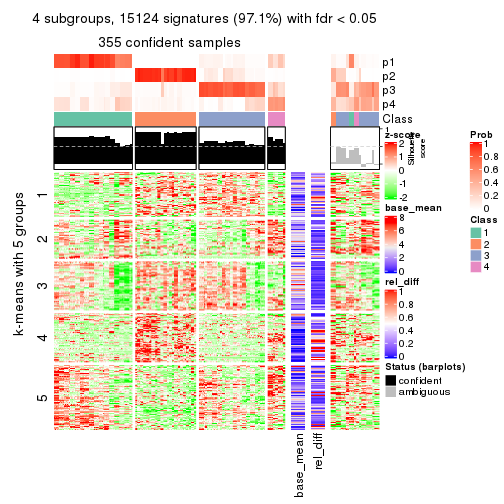 4 subgroups, 15124 signatures (97.1%) with fdr < 0.05
355 confident samples
p1
p2
p3
p4
Class
1
Silhouette
score
k-means with 5 groups
1
2
3
4
5
base_mean
rel_diff
z-score
2
1
0
-1
-2
base_mean
8
6
4
2
0
rel_diff
1
0.8
0.6
0.4
0.2
0
Status (barplots)
confident
ambiguous
Prob
1
0.8
0.6
0.4
0.2
0
Class
1
2
3
4